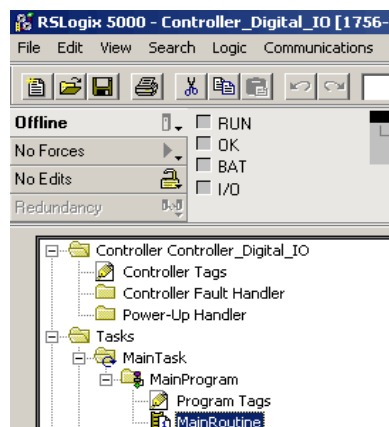 RSLogix 5000 - Controller_Digital_IO [1756-
File Edit View Search Logic Communications
Offline
RUN
No Forces
OK
No Edits
BAT
I/O
Redundancy
Controller Controller_Digital_IO
Controller Tags
Controller Fault Handler
Power-Up Handler
Tasks
MainTask
MainProgram
Program Tags
MainRoutine